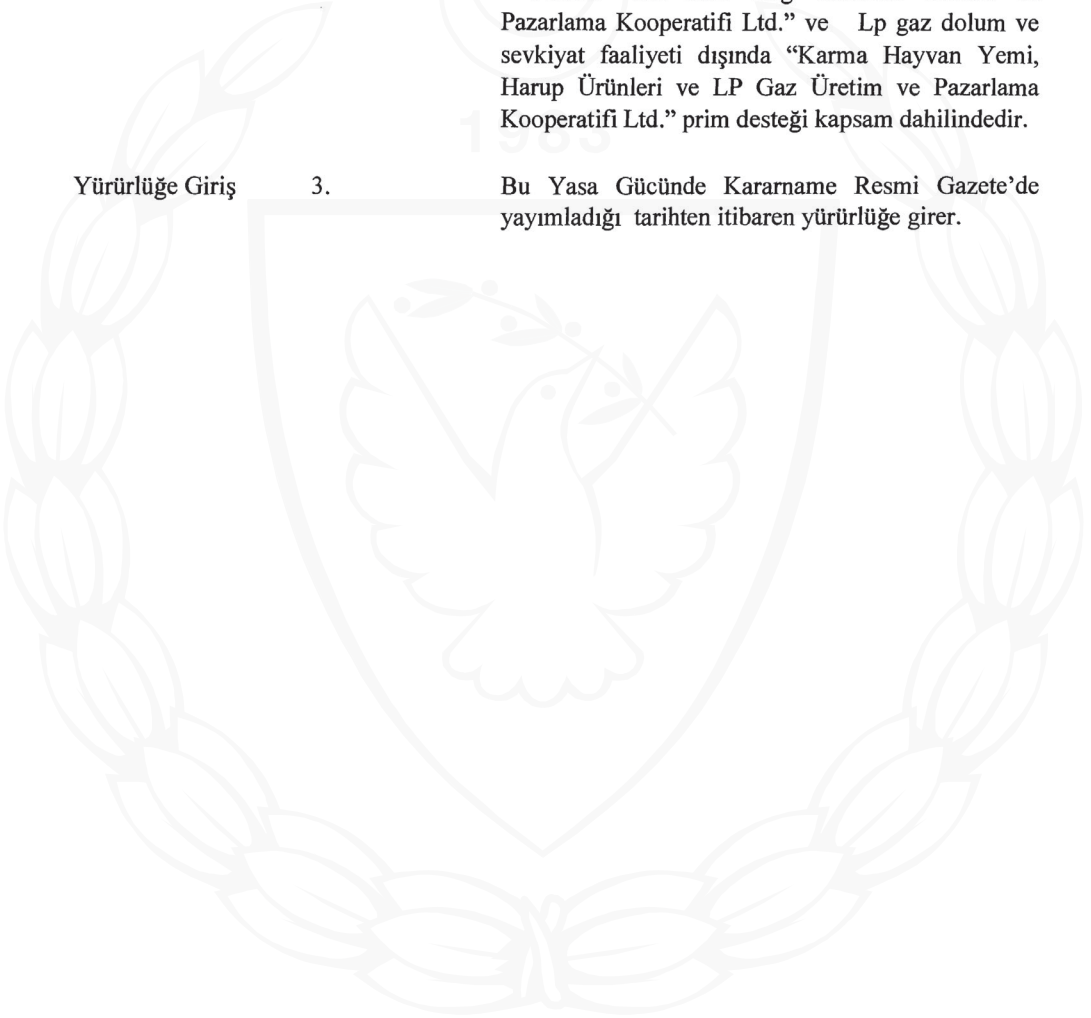 Pazarlama Kooperatifi Ltd.” ve Lp gaz dolum ve
sevkiyat faaliyeti dışında “Karma Hayvan Yemi,
Harup Ürünleri ve LP Gaz Üretim ve Pazarlama
Kooperatifi Ltd.” prim desteği kapsam dahilindedir.
1983
Yürürlüğe Giriş 3. Bu Yasa Gücünde Kararname Resmi Gazete’de
yayımladığı tarihten itibaren yürürlüğe girer.